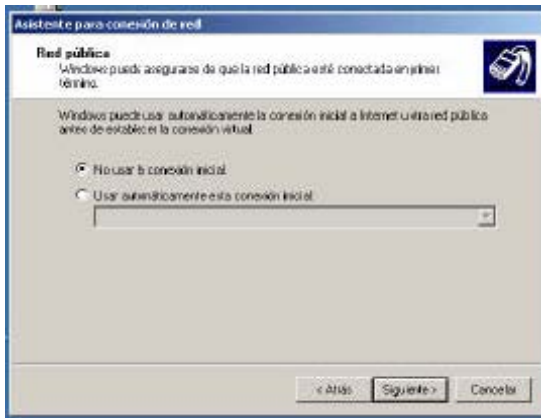 Asistente para conexión de red
Red pública
Windows puede asegurarse de que la red pública esté conectada en primer
término.
Windows puede usar automáticamente la conexión inicial a Internet u otra red pública
antes de establecer la conexión virtual.
No usar la conexión inicial.
Usar automáticamente esta conexión inicial:
< Atrás
Siguiente >
Cancelar